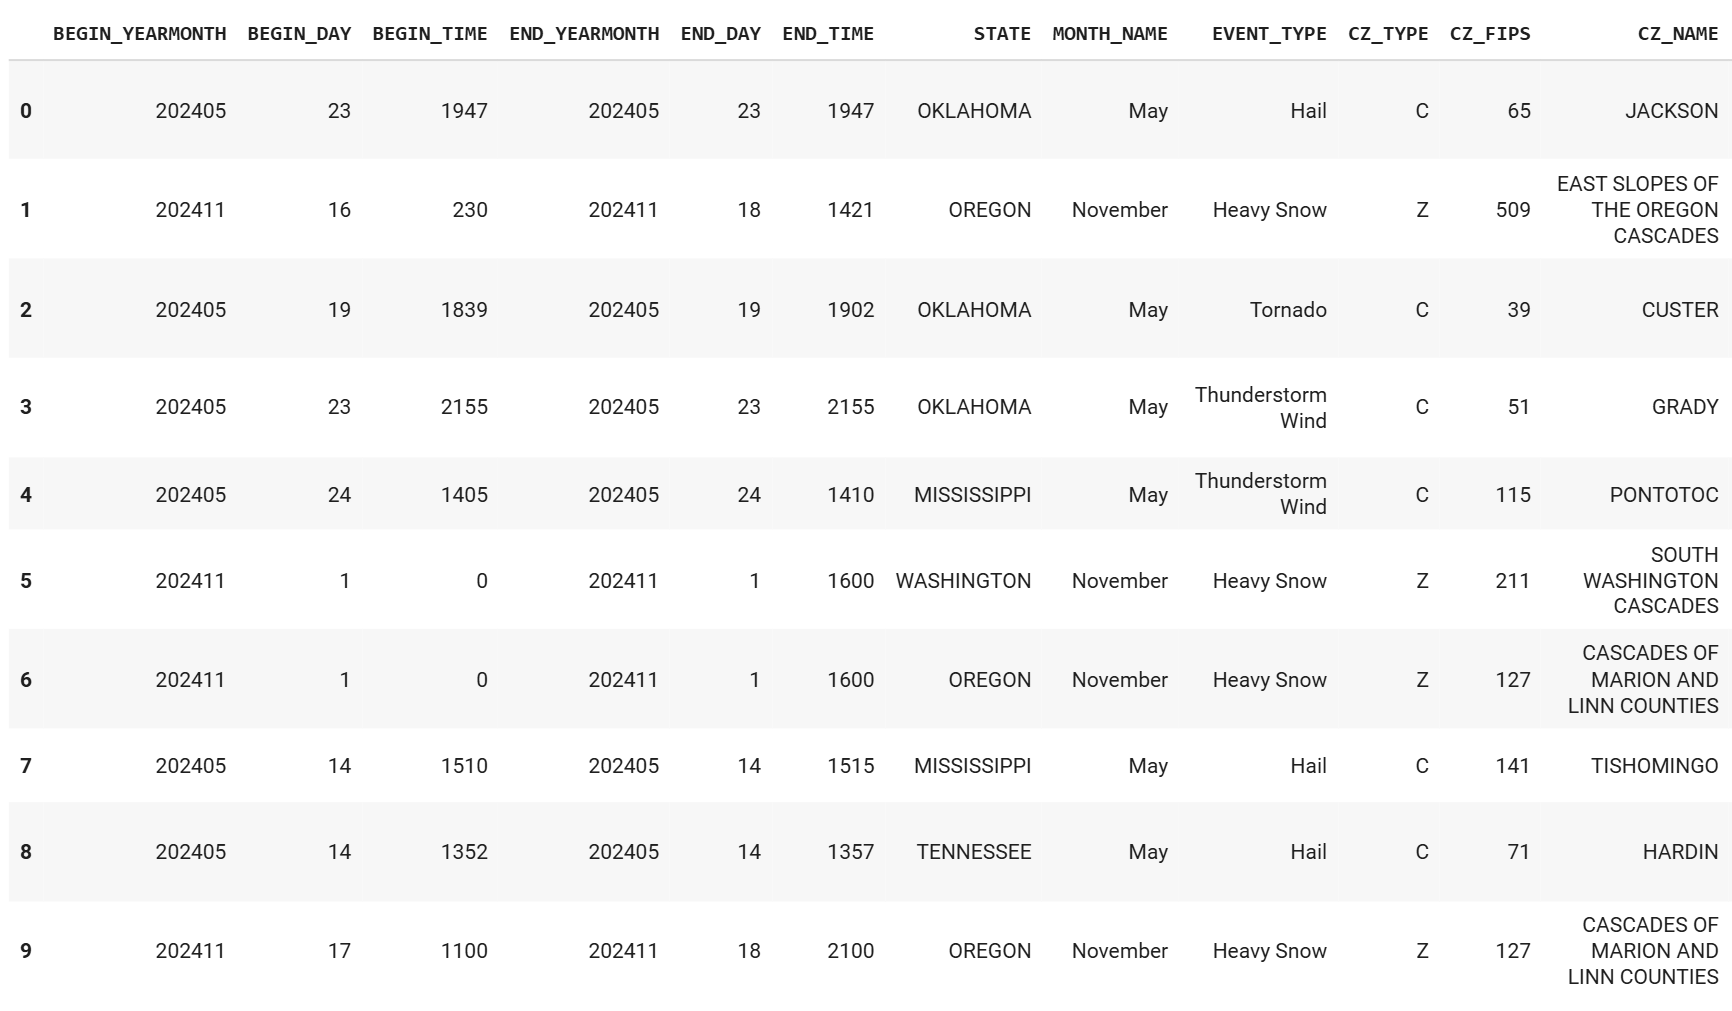 BEGIN_YEARMONTH BEGIN_DAY BEGIN_TIME END_YEARMONTH END_DAY END_TIME STATE MONTH_NAME EVENT_TYPE CZ_TYPE CZ_FIPS CZ_NAME
0 202405 23 1947 202405 23 1947 OKLAHOMA May Hail C 65 JACKSON
EAST SLOPES OF
1 202411 16 230 202411 18 1421 OREGON November Heavy Snow Z 509 THE OREGON
CASCADES
2 202405 19 1839 202405 19 1902 OKLAHOMA May Tornado C 39 CUSTER
Thunderstorm
3 202405 23 2155 202405 23 2155 OKLAHOMA May C 51 GRADY
Wind
Thunderstorm
4 202405 24 1405 202405 24 1410 MISSISSIPPI May C 115 PONTOTOC
Wind
SOUTH
5 202411 1 0 202411 1 1600 WASHINGTON November Heavy Snow Z 211 WASHINGTON
CASCADES
CASCADES OF
6 202411 1 0 202411 1 1600 OREGON November Heavy Snow Z 127 MARION AND
LINN COUNTIES
7 202405 14 1510 202405 14 1515 MISSISSIPPI May Hail C 141 TISHOMINGO
8 202405 14 1352 202405 14 1357 TENNESSEE May Hail C 71 HARDIN
CASCADES OF
9 202411 17 1100 202411 18 2100 OREGON November Heavy Snow Z 127 MARION AND
LINN COUNTIES